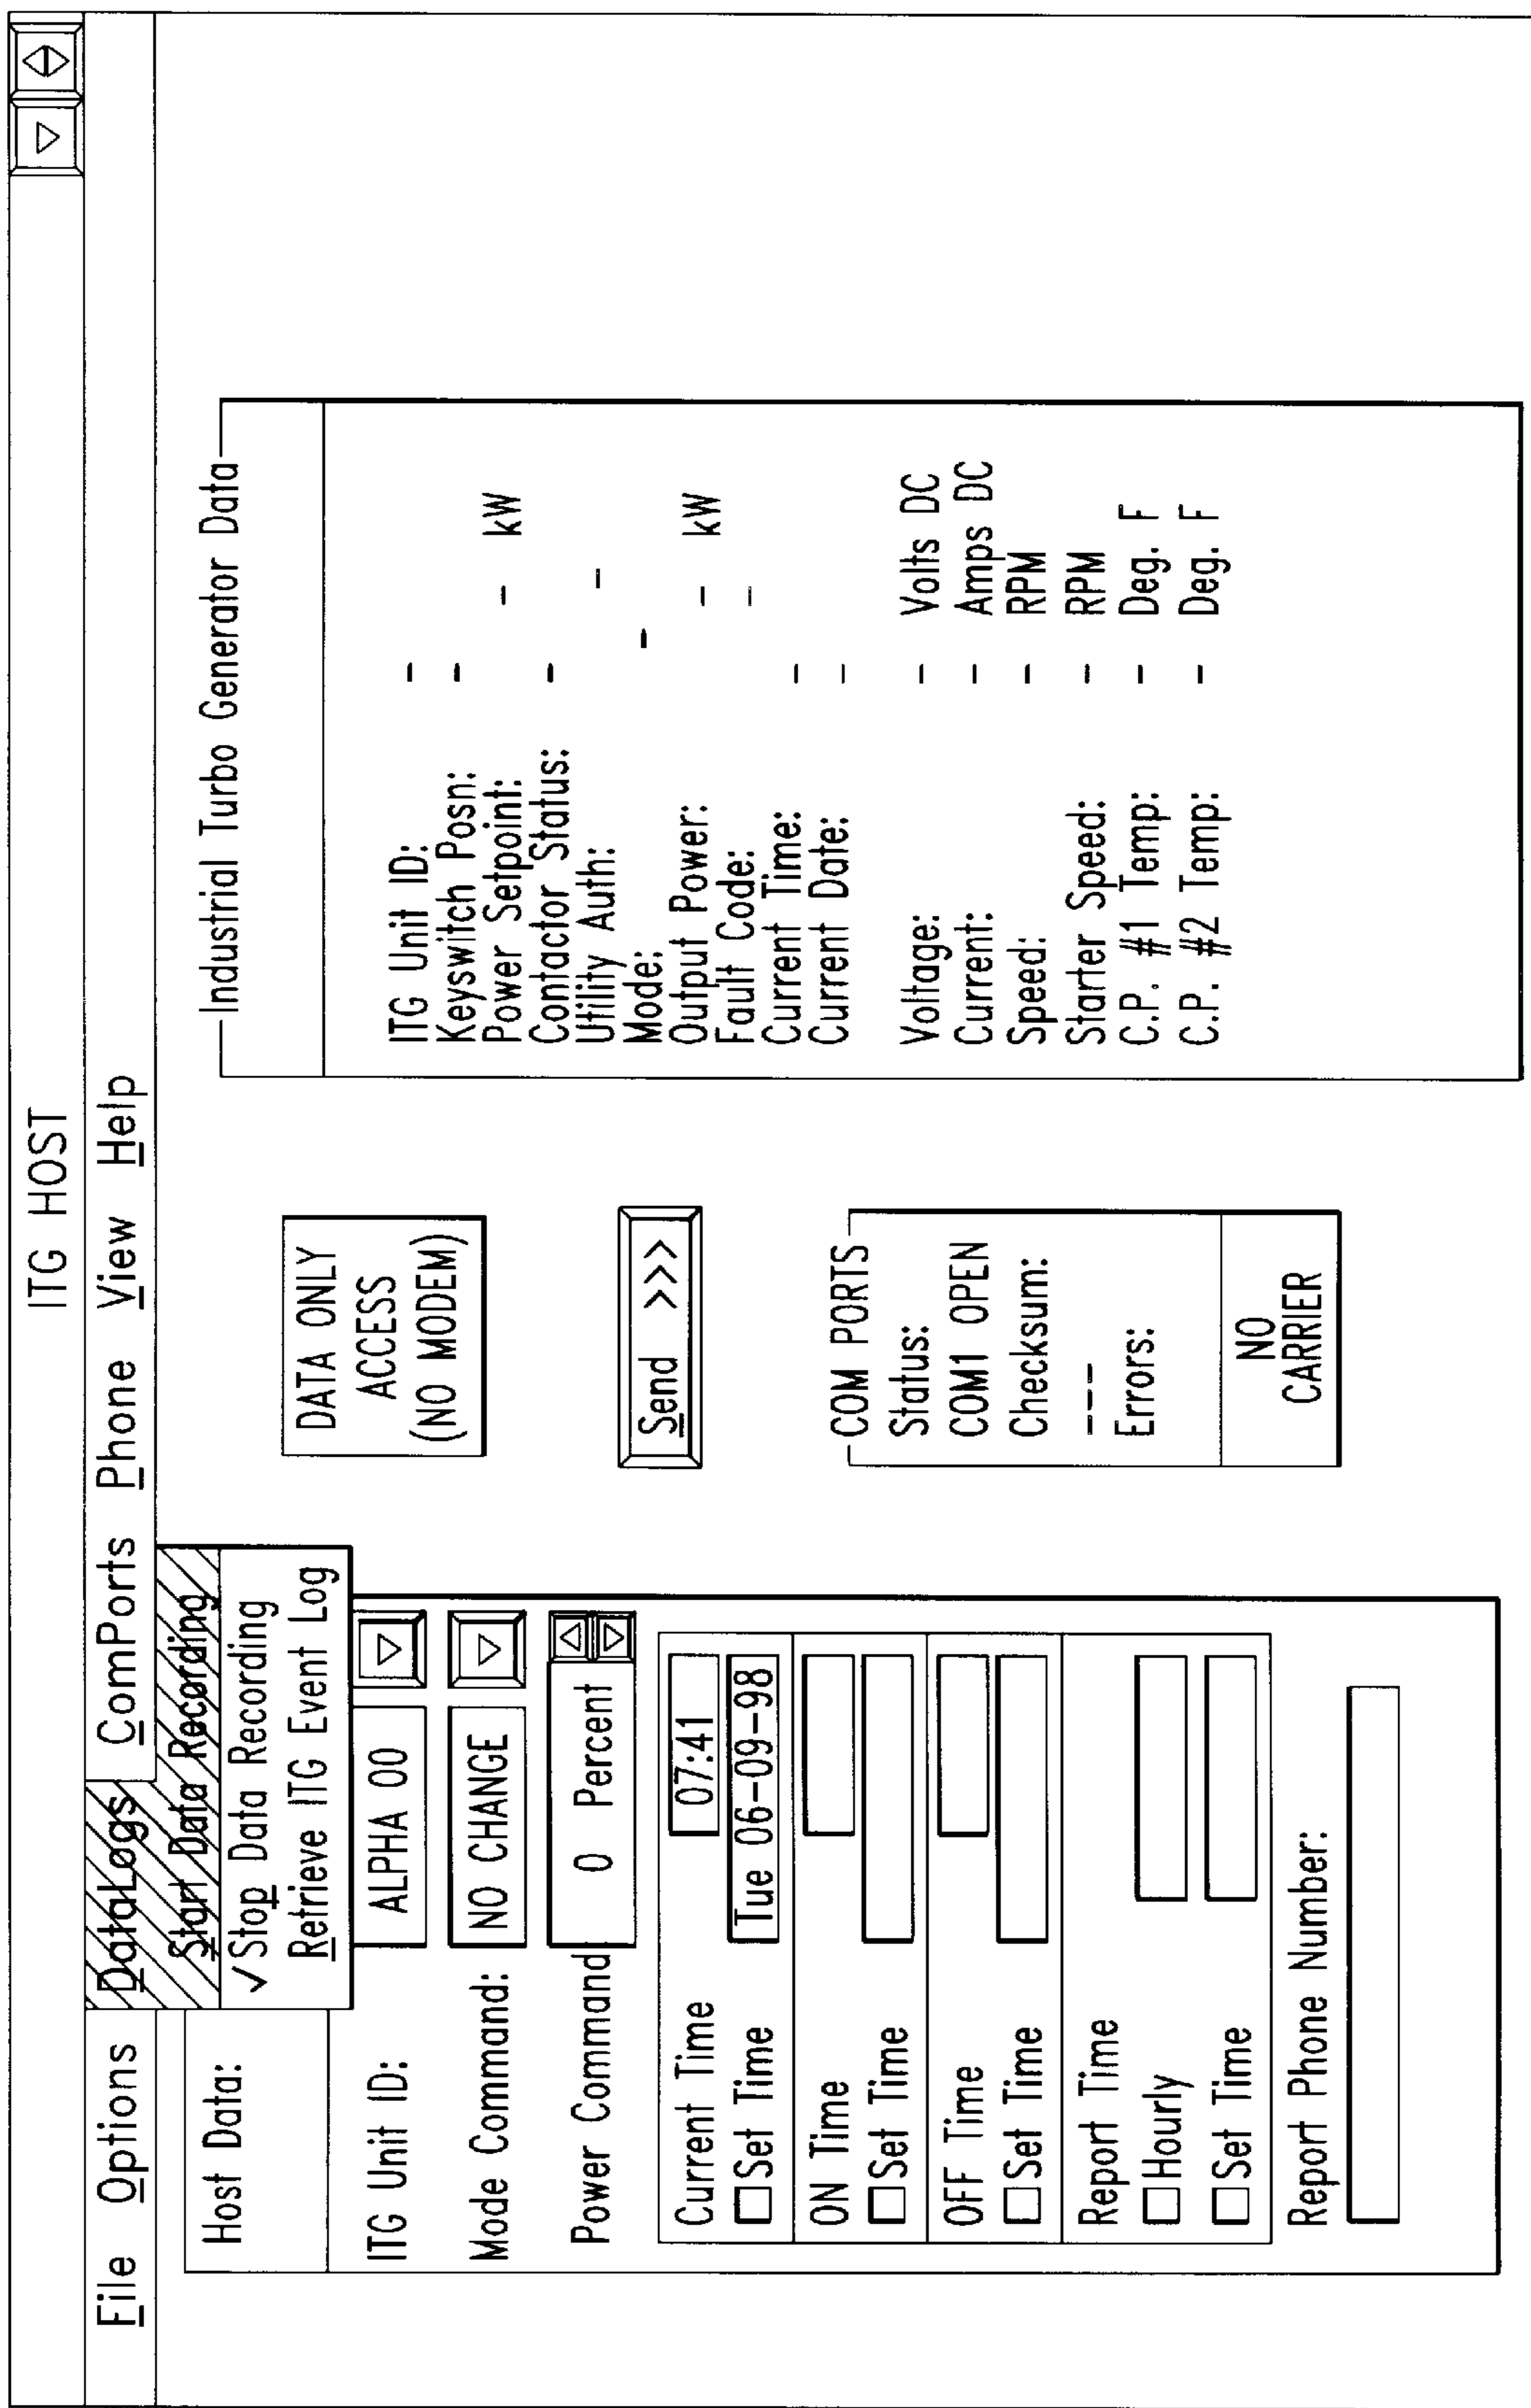 ITG HOST
File Options DataLogs ComPorts Phone View Help
Start Data Recording
✓Stop Data Recording
Retrieve ITG Event Log
Host Data:
ITG Unit ID: ALPHA 00
Mode Command: NO CHANGE
Power Command 0 Percent
Current Time 07:41
Set Time Tue 06-09-98
ON Time
Set Time
OFF Time
Set Time
Report Time
Hourly
Set Time
Report Phone Number:
DATA ONLY
ACCESS
(NO MODEM)
Send >>>
COM PORTS
Status:
COM1 OPEN
Checksum:
---
Errors:
NO
CARRIER
Industrial Turbo Generator Data
ITG Unit ID: -
Keyswitch Posn: -
Power Setpoint: - kW
Contactor Status: -
Utility Auth: -
Mode: -
Output Power: - kW
Fault Code: -
Current Time: -
Current Date: -
Voltage: - Volts DC
Current: - Amps DC
Speed: - RPM
Starter Speed: - RPM
C.P. #1 Temp: - Deg. F
C.P. #2 Temp: - Deg. F